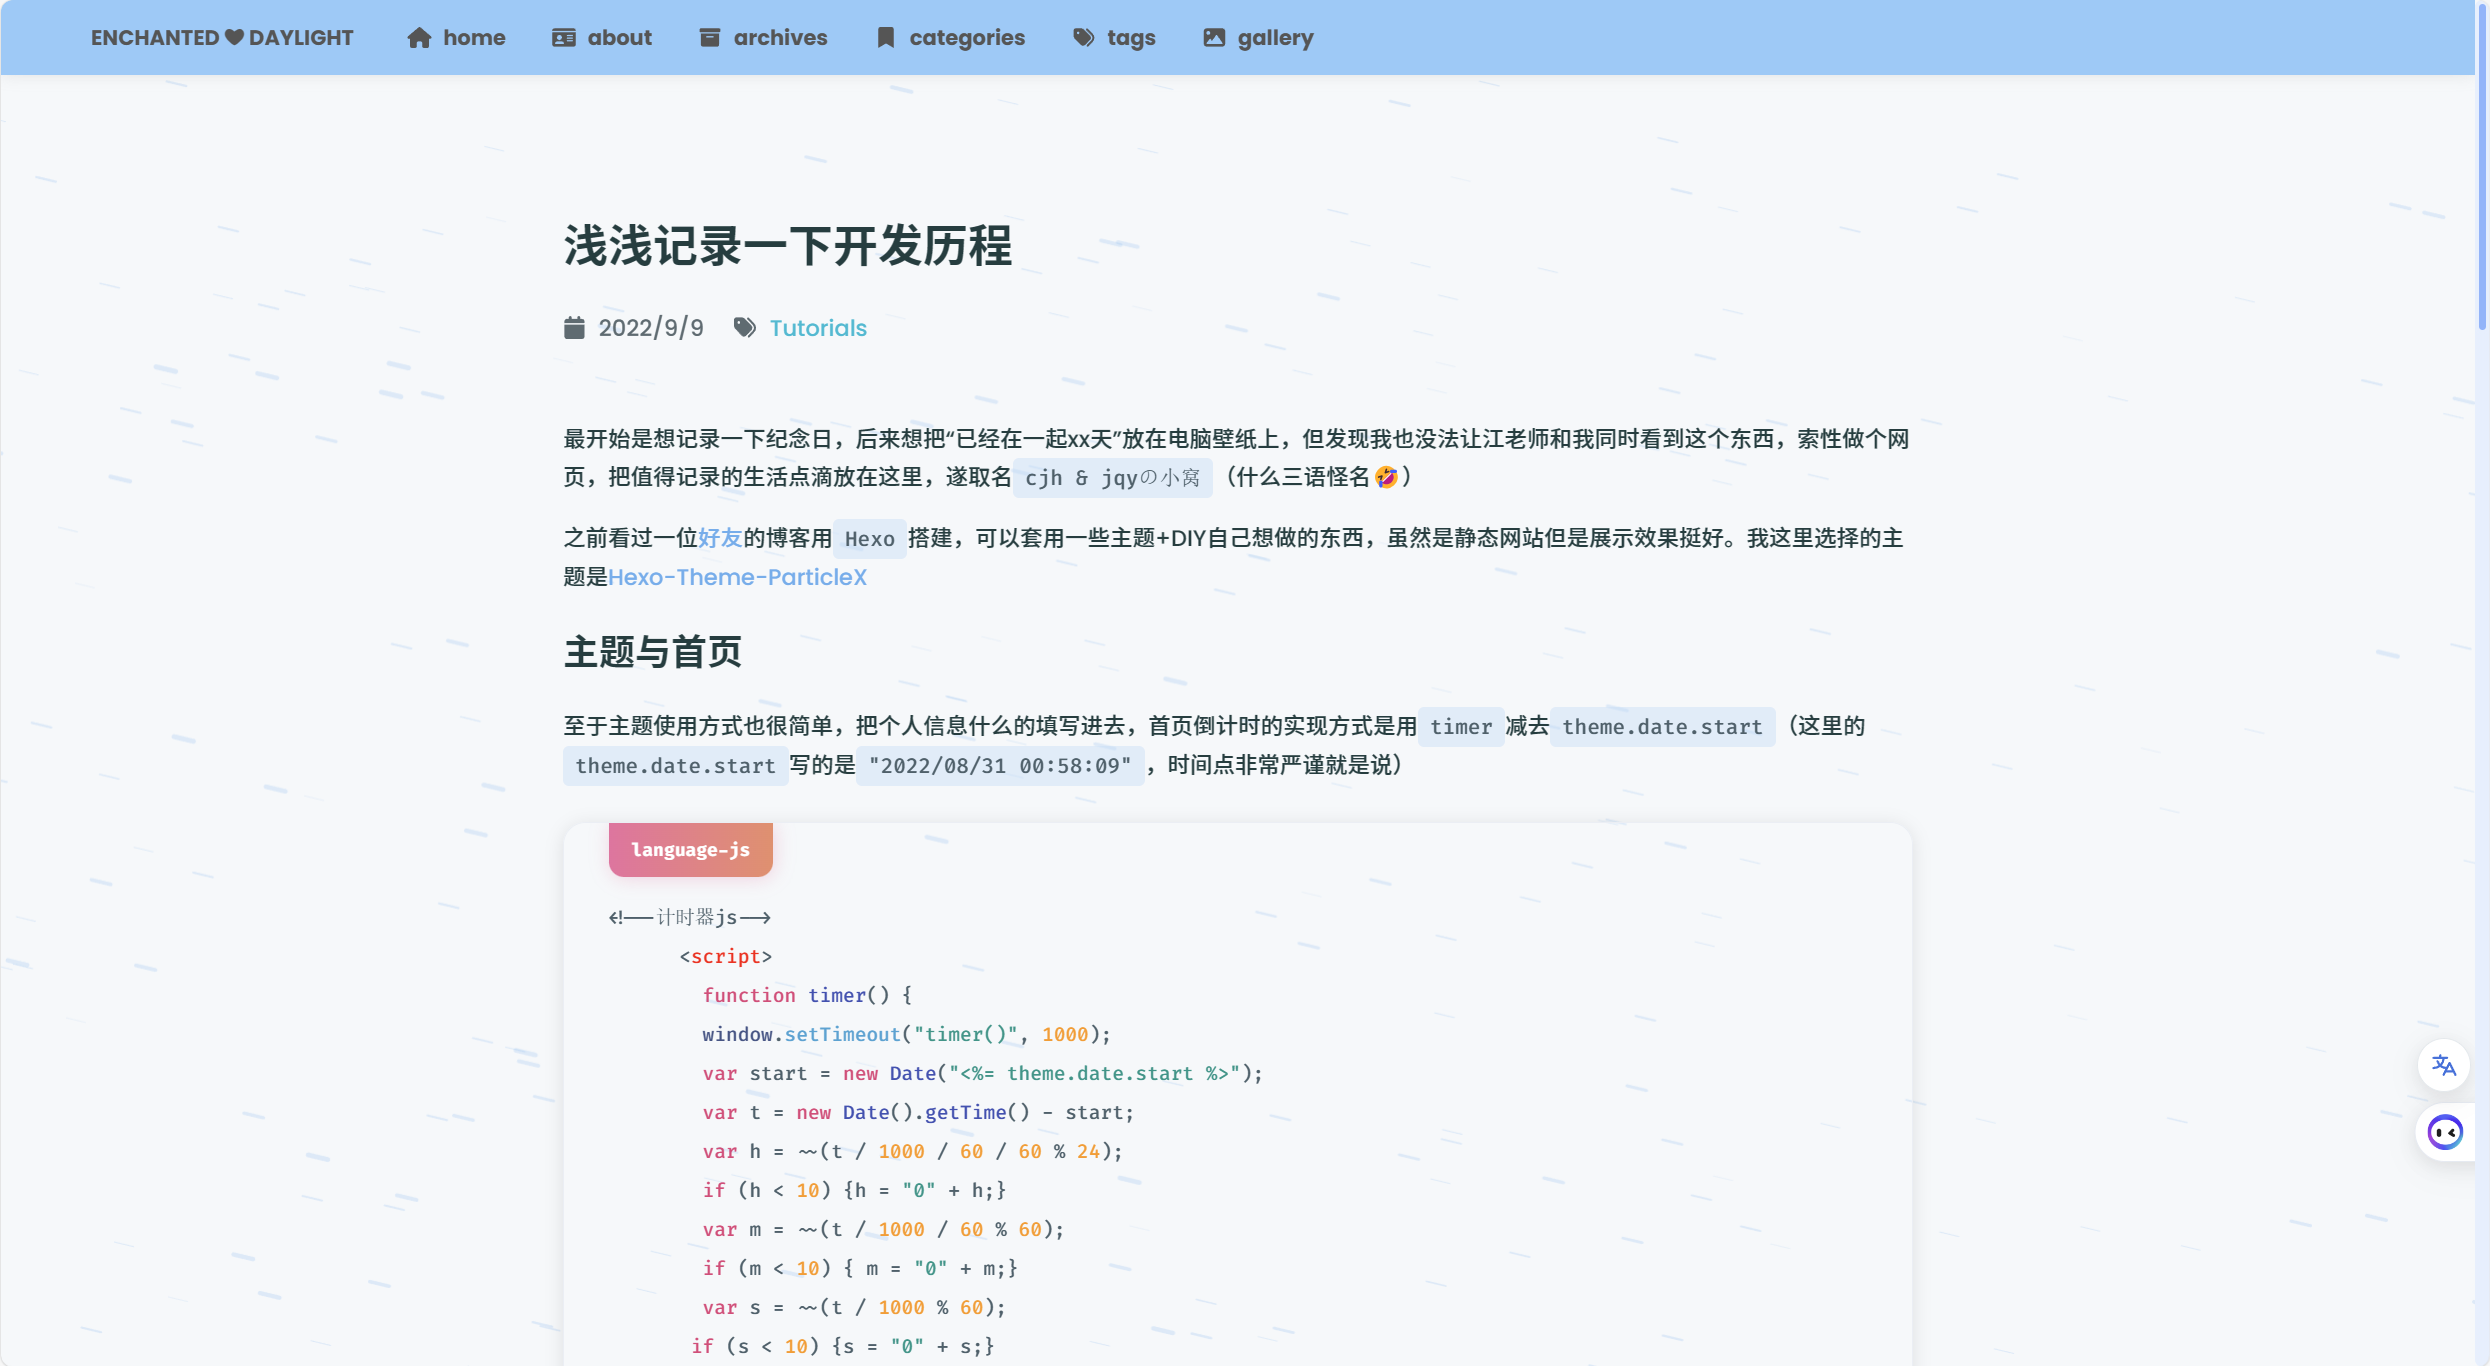 ENCHANTED DAYLIGHT home about archives categories tags gallery
浅浅记录一下开发历程
2022/9/9 Tutorials
最开始是想记录一下纪念日，后来想把“已经在一起xx天”放在电脑壁纸上，但发现我也没法让江老师和我同时看到这个东西，索性做个网
页，把值得记录的生活点滴放在这里，遂取名 cjh & jqyの小窝 （什么三语怪名🤣）
之前看过一位好友的博客用 Hexo 搭建，可以套用一些主题+DIY自己想做的东西，虽然是静态网站但是展示效果挺好。我这里选择的主
题是Hexo-Theme-ParticleX
主题与首页
至于主题使用方式也很简单，把个人信息什么的填写进去，首页倒计时的实现方式是用 timer 减去 theme.date.start （这里的
theme.date.start 写的是 "2022/08/31 00:58:09" ，时间点非常严谨就是说）
language-js
<!--计时器js-->
<script>
function timer() {
window.setTimeout("timer()", 1000);
var start = new Date("<%= theme.date.start %>");
var t = new Date().getTime() - start;
var h = ~~(t / 1000 / 60 / 60 % 24);
if (h < 10) {h = "0" + h;}
var m = ~~(t / 1000 / 60 % 60);
if (m < 10) { m = "0" + m;}
var s = ~~(t / 1000 % 60);
if (s < 10) {s = "0" + s;}